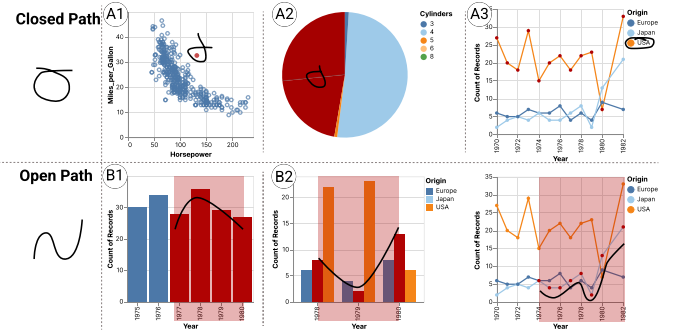 Closed Path
A1
Miles_per_Gallon
40
30
20
10
0
0 50 100 150 200
Horsepower
A2
Cylinders
3
4
5
6
8
A3
Count of Records
35
30
25
20
15
10
5
0
1970 1972 1974 1976 1978 1980 1982
Year
Origin
Europe
Japan
USA
Open Path
B1
Count of Records
30
20
10
0
1975 1976 1977 1978 1979 1980
Year
B2
Count of Records
20
15
10
5
0
1978 1979 1980
Year
Origin
Europe
Japan
USA
Count of Records
35
30
25
20
15
10
5
0
1970 1972 1974 1976 1978 1980 1982
Year
Origin
Europe
Japan
USA